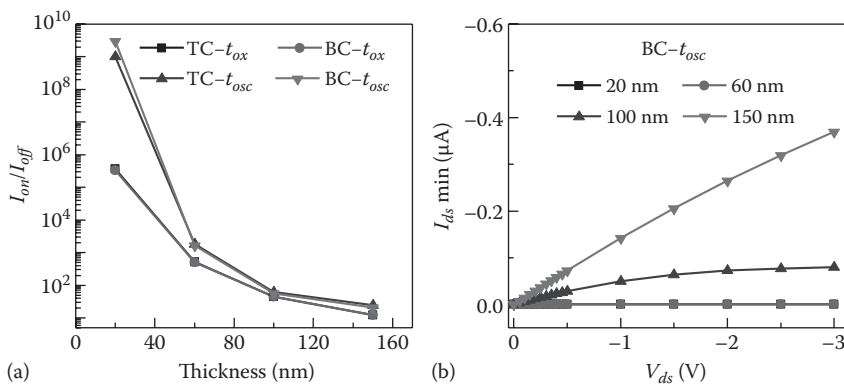 10^10
10^8
10^6
10^4
10^2
I_on/I_off
TC–t_ox
BC–t_ox
TC–t_osc
BC–t_osc
0
40
80
120
160
Thickness (nm)
(a)
−0.6
−0.4
−0.2
0.0
I_ds min (μA)
BC–t_osc
20 nm
60 nm
100 nm
150 nm
0
−1
−2
−3
V_ds (V)
(b)